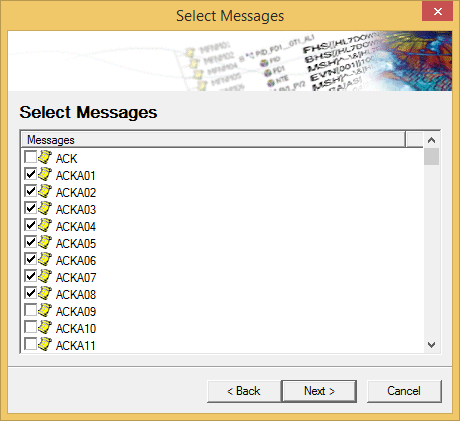 Select Messages
Select Messages
Messages
ACK
ACKA01
ACKA02
ACKA03
ACKA04
ACKA05
ACKA06
ACKA07
ACKA08
ACKA09
ACKA10
ACKA11
< Back
Next >
Cancel